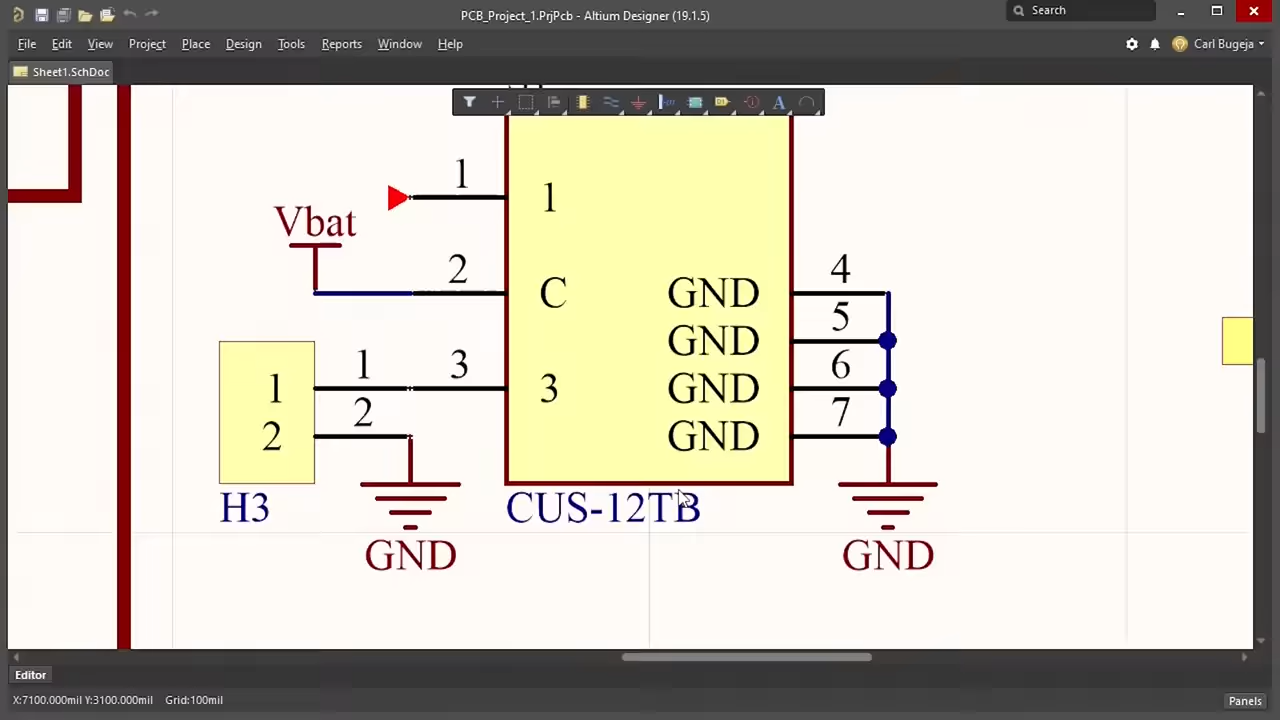 PCB_Project_1.PrjPcb - Altium Designer (19.1.5)
Search
File Edit View Project Place Design Tools Reports Window Help
Carl Bugeja
Sheet1.SchDoc
A
1
1
Vbat
2
C
GND
4
GND
5
1
1
3
3
GND
6
2
2
GND
7
H3
CUS-12TB
GND
GND
Editor
X:7100.000mil Y:3100.000mil Grid:100mil
Panels